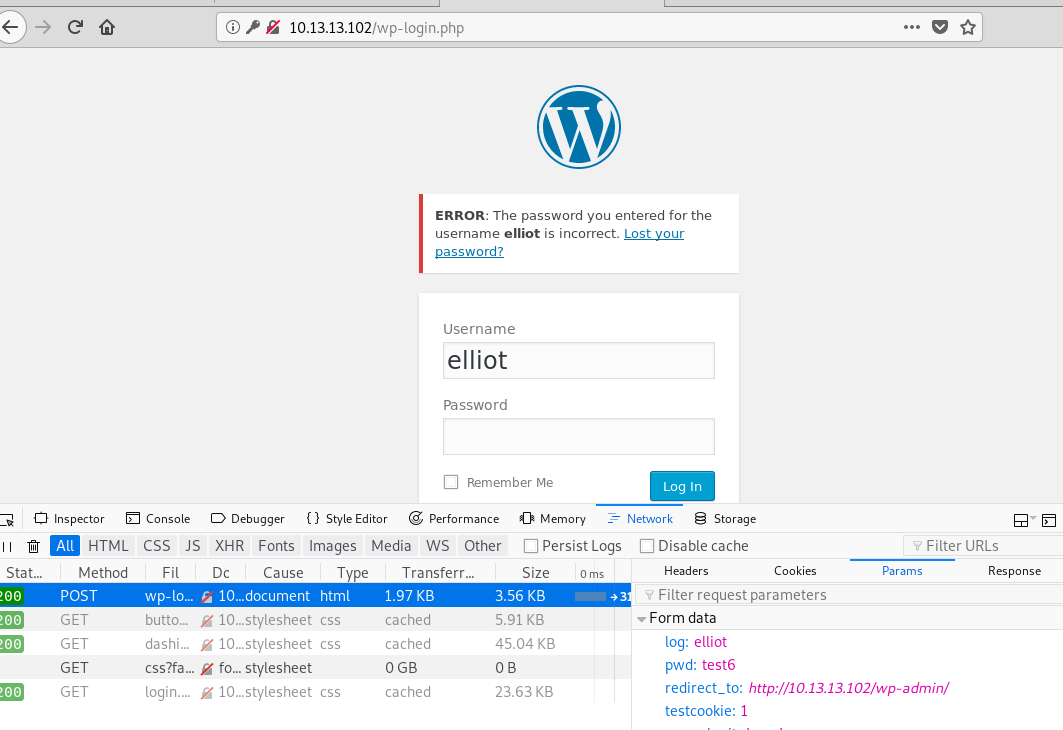 10.13.13.102/wp-login.php
ERROR: The password you entered for the
username elliot is incorrect. Lost your
password?
Username
elliot
Password
Remember Me
Log In
Inspector Console Debugger { } Style Editor Performance Memory Network Storage
All HTML CSS JS XHR Fonts Images Media WS Other Persist Logs Disable cache Filter URLs
Stat... Method Fil Dc Cause Type Transferr... Size 0 ms
200 POST wp-lo... 10... document html 1.97 KB 3.56 KB
200 GET butto... 10... stylesheet css cached 5.91 KB
200 GET dashi... 10... stylesheet css cached 45.04 KB
GET css?fa... fo... stylesheet 0 GB 0 B
200 GET login.... 10... stylesheet css cached 23.63 KB
Headers Cookies Params Response
Filter request parameters
Form data
log: elliot
pwd: test6
redirect_to: http://10.13.13.102/wp-admin/
testcookie: 1